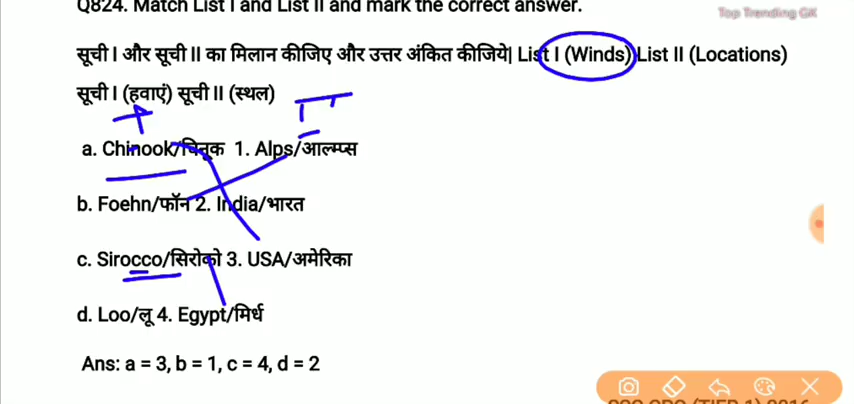 Q824. Match List I and List II and mark the correct answer.
Top Trending GK
सूची I और सूची II का मिलान कीजिए और उत्तर अंकित कीजिये| List I (Winds) List II (Locations)
सूची I (हवाएं) सूची II (स्थल)
a. Chinook/चिनूक 1. Alps/आल्म्प्स
b. Foehn/फॉन 2. India/भारत
c. Sirocco/सिरोको 3. USA/अमेरिका
d. Loo/लू 4. Egypt/मिर्ध
Ans: a = 3, b = 1, c = 4, d = 2